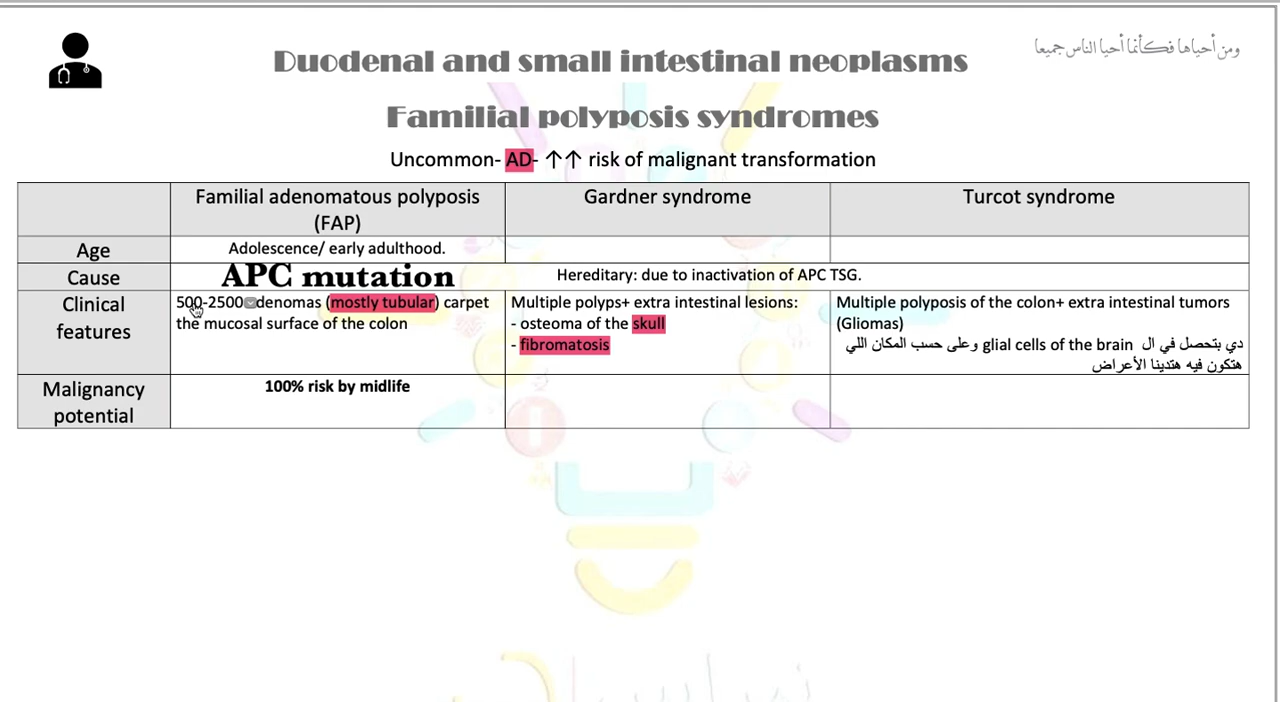 ومن أحياها فكأنما أحيا الناس جميعا
Duodenal and small intestinal neoplasms
Familial polyposis syndromes
Uncommon- AD- ↑↑ risk of malignant transformation
Familial adenomatous polyposis
(FAP)
Gardner syndrome
Turcot syndrome
Age
Adolescence/ early adulthood.
Cause
APC mutation
Hereditary: due to inactivation of APC TSG.
Clinical
features
500-2500 denomas (mostly tubular) carpet
the mucosal surface of the colon
Multiple polyps+ extra intestinal lesions:
- osteoma of the skull
- fibromatosis
Multiple polyposis of the colon+ extra intestinal tumors
(Gliomas)
دي بتحصل في ال glial cells of the brain وعلى حسب المكان اللي
هتكون فيه هتدينا الأعراض
Malignancy
potential
100% risk by midlife